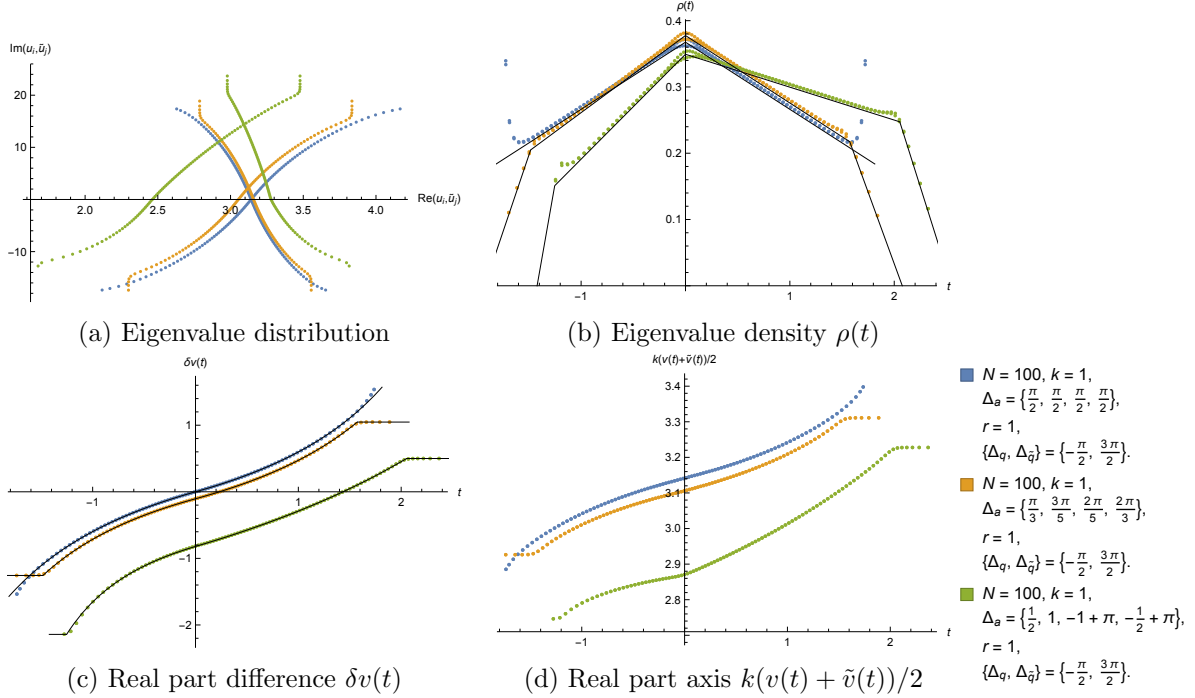 Im(u_i, ũ_j)
20
−10
2.0 2.5 3.0 3.5 4.0
Re(u_i, ũ_j)
(a) Eigenvalue distribution
ρ(t)
0.4
0.3
0.2
0.1
−1 1 2 t
(b) Eigenvalue density ρ(t)
δv(t)
1
−1 1 2 t
−1
−2
(c) Real part difference δv(t)
k(v(t)+ṽ(t))/2
3.4
3.3
3.2
3.1
3.0
2.9
2.8
−1 0 1 2 t
(d) Real part axis k(v(t) + ṽ(t))/2
N = 100, k = 1,
Δ_a = {π/2, π/2, π/2, π/2},
r = 1,
{Δ_q, Δ_q̃} = {−π/2, 3π/2}.
N = 100, k = 1,
Δ_a = {π/3, 3π/5, 2π/5, 2π/3},
r = 1,
{Δ_q, Δ_q̃} = {−π/2, 3π/2}.
N = 100, k = 1,
Δ_a = {1/2, 1, −1 + π, −1/2 + π},
r = 1,
{Δ_q, Δ_q̃} = {−π/2, 3π/2}.